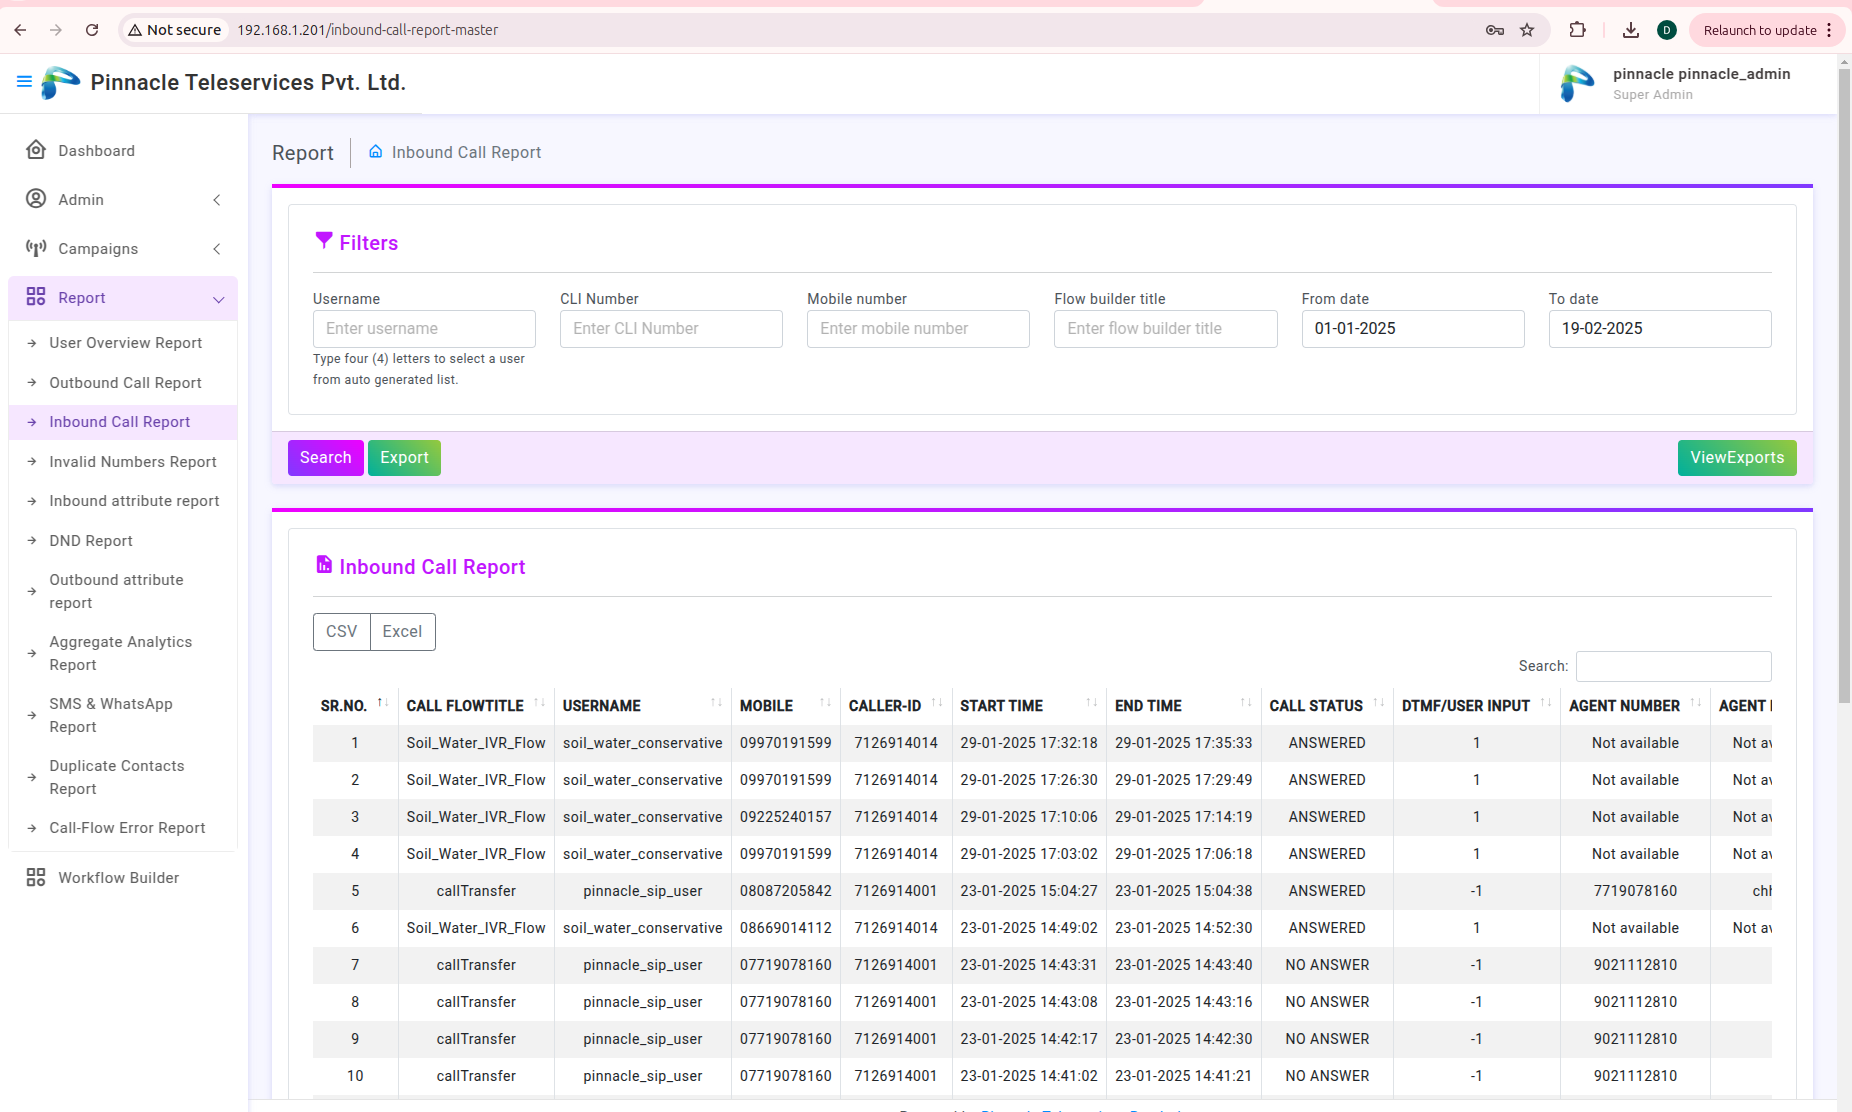 Not secure 192.168.1.201/inbound-call-report-master D Relaunch to update
Pinnacle Teleservices Pvt. Ltd.
pinnacle pinnacle_admin
Super Admin
Dashboard
Admin
Campaigns
Report
User Overview Report
Outbound Call Report
Inbound Call Report
Invalid Numbers Report
Inbound attribute report
DND Report
Outbound attribute
report
Aggregate Analytics
Report
SMS & WhatsApp
Report
Duplicate Contacts
Report
Call-Flow Error Report
Workflow Builder
Report Inbound Call Report
Filters
Username CLI Number Mobile number Flow builder title From date To date
Enter username Enter CLI Number Enter mobile number Enter flow builder title 01-01-2025 19-02-2025
Type four (4) letters to select a user
from auto generated list.
Search Export ViewExports
Inbound Call Report
CSV Excel
Search:
SR.NO. CALL FLOWTITLE USERNAME MOBILE CALLER-ID START TIME END TIME CALL STATUS DTMF/USER INPUT AGENT NUMBER AGENT
1 Soil_Water_IVR_Flow soil_water_conservative 09970191599 7126914014 29-01-2025 17:32:18 29-01-2025 17:35:33 ANSWERED 1 Not available Not
2 Soil_Water_IVR_Flow soil_water_conservative 09970191599 7126914014 29-01-2025 17:26:30 29-01-2025 17:29:49 ANSWERED 1 Not available Not
3 Soil_Water_IVR_Flow soil_water_conservative 09225240157 7126914014 29-01-2025 17:10:06 29-01-2025 17:14:19 ANSWERED 1 Not available Not
4 Soil_Water_IVR_Flow soil_water_conservative 09970191599 7126914014 29-01-2025 17:03:02 29-01-2025 17:06:18 ANSWERED 1 Not available Not
5 callTransfer pinnacle_sip_user 08087205842 7126914001 23-01-2025 15:04:27 23-01-2025 15:04:38 ANSWERED -1 7719078160
6 Soil_Water_IVR_Flow soil_water_conservative 08669014112 7126914014 23-01-2025 14:49:02 23-01-2025 14:52:30 ANSWERED 1 Not available Not
7 callTransfer pinnacle_sip_user 07719078160 7126914001 23-01-2025 14:43:31 23-01-2025 14:43:40 NO ANSWER -1 9021112810
8 callTransfer pinnacle_sip_user 07719078160 7126914001 23-01-2025 14:43:08 23-01-2025 14:43:16 NO ANSWER -1 9021112810
9 callTransfer pinnacle_sip_user 07719078160 7126914001 23-01-2025 14:42:17 23-01-2025 14:42:30 NO ANSWER -1 9021112810
10 callTransfer pinnacle_sip_user 07719078160 7126914001 23-01-2025 14:41:02 23-01-2025 14:41:21 NO ANSWER -1 9021112810